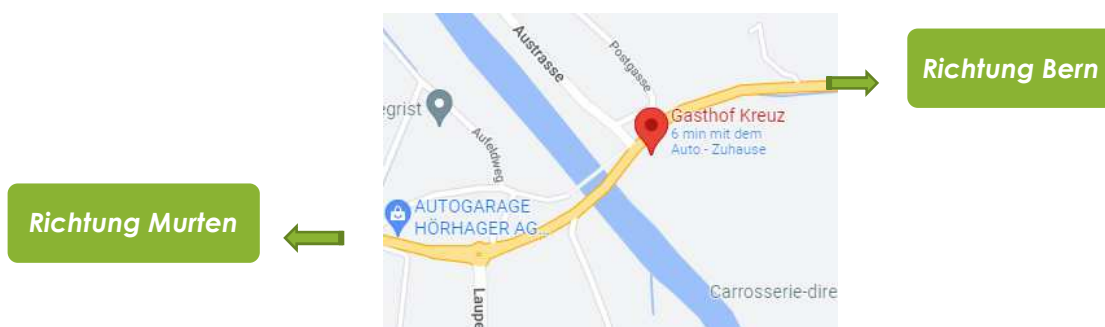 Richtung Bern
Austrasse
Postgasse
egrist
Gasthof Kreuz
6 min mit dem
Auto - Zuhause
Aufeldweg
Richtung Murten
AUTOGARAGE
HÖRHAGER AG...
Carrosserie-dire
Laupe